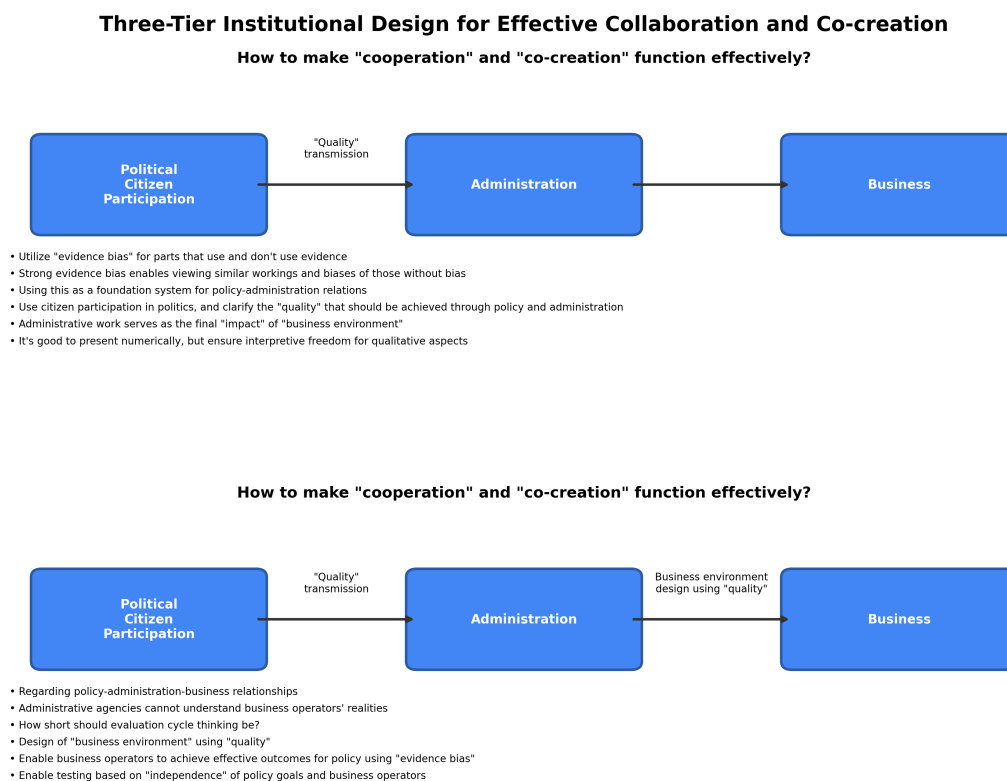 Three-Tier Institutional Design for Effective Collaboration and Co-creation
How to make "cooperation" and "co-creation" function effectively?
Political
Citizen
Participation
"Quality"
transmission
Administration
Business
• Utilize "evidence bias" for parts that use and don't use evidence
• Strong evidence bias enables viewing similar workings and biases of those without bias
• Using this as a foundation system for policy-administration relations
• Use citizen participation in politics, and clarify the "quality" that should be achieved through policy and administration
• Administrative work serves as the final "impact" of "business environment"
• It's good to present numerically, but ensure interpretive freedom for qualitative aspects
How to make "cooperation" and "co-creation" function effectively?
Political
Citizen
Participation
"Quality"
transmission
Administration
Business environment
design using "quality"
Business
• Regarding policy-administration-business relationships
• Administrative agencies cannot understand business operators' realities
• How short should evaluation cycle thinking be?
• Design of "business environment" using "quality"
• Enable business operators to achieve effective outcomes for policy using "evidence bias"
• Enable testing based on "independence" of policy goals and business operators